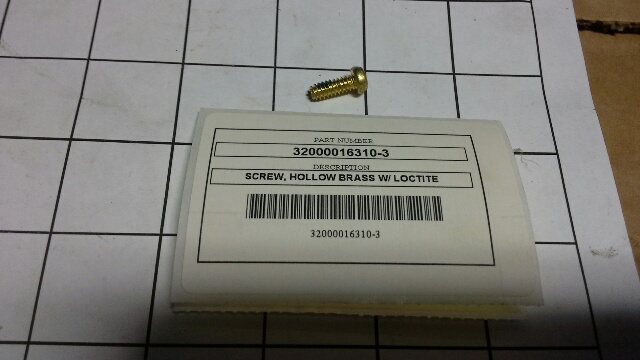 PART NUMBER
32000016310-3
DESCRIPTION
SCREW, HOLLOW BRASS W/ LOCTITE
32000016310-3